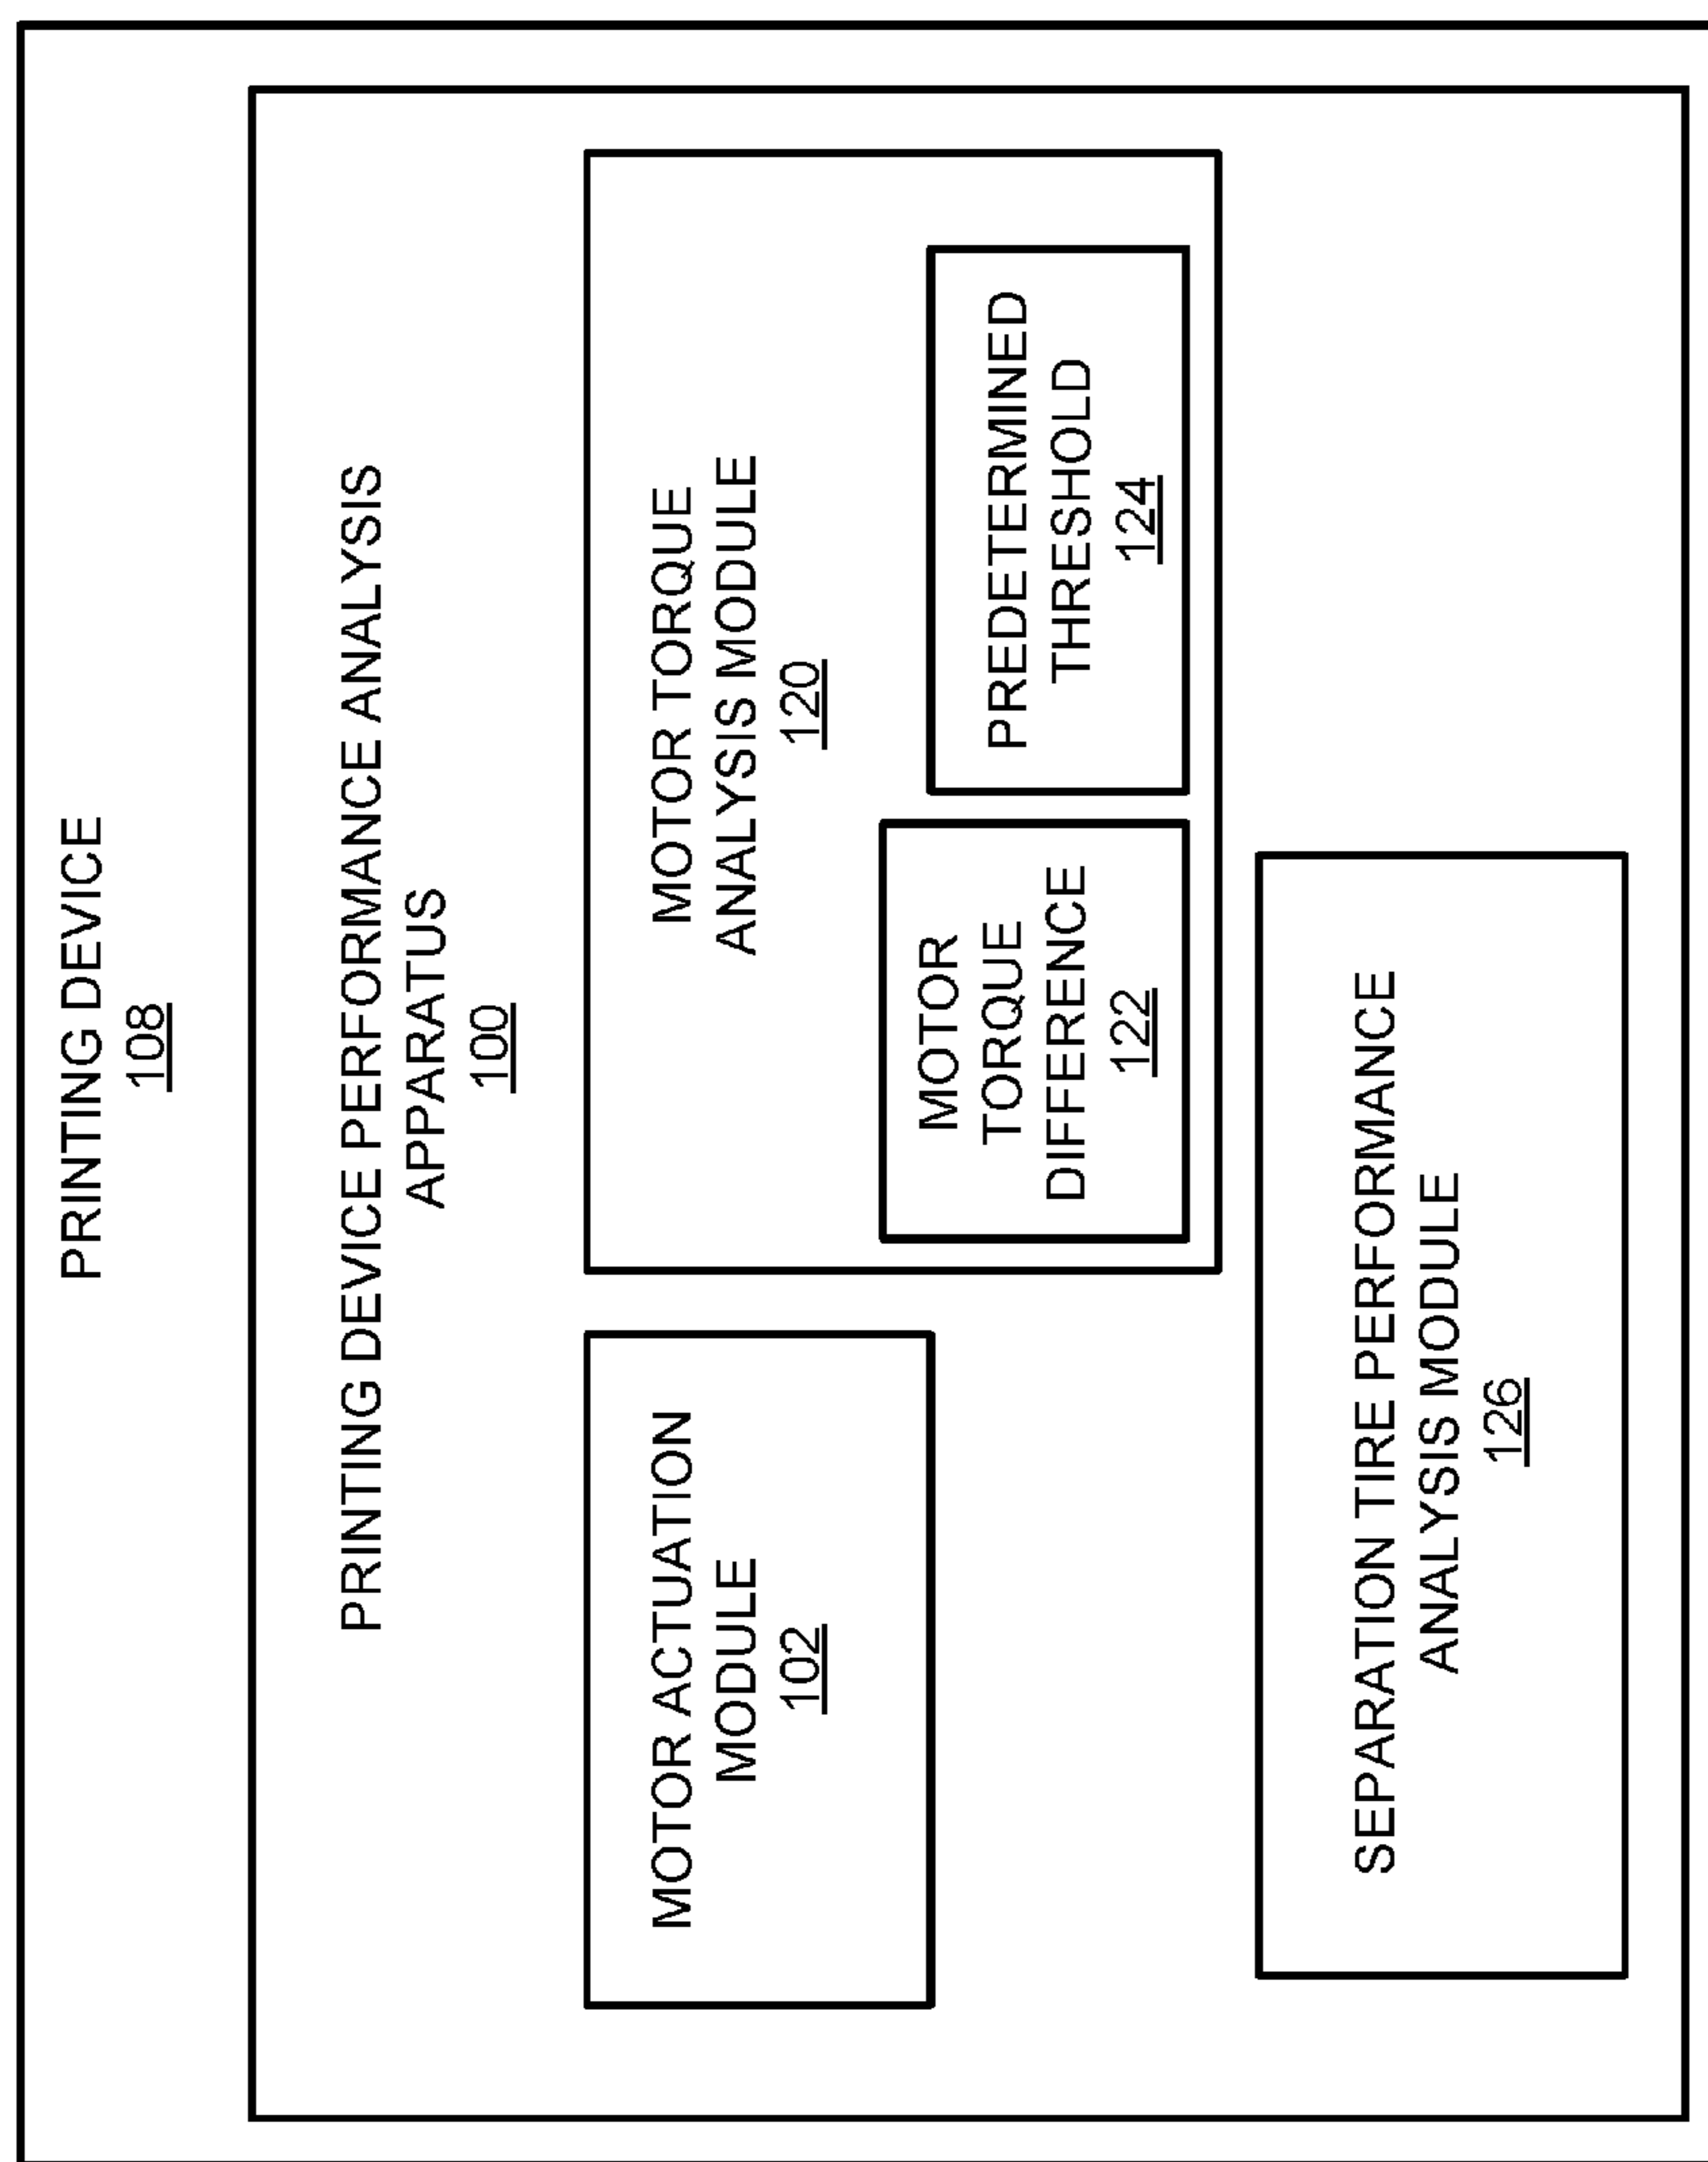 PRINTING DEVICE
108
PRINTING DEVICE PERFORMANCE ANALYSIS
APPARATUS
100
MOTOR ACTUATION
MODULE
102
MOTOR TORQUE
ANALYSIS MODULE
120
MOTOR
TORQUE
DIFFERENCE
122
PREDETERMINED
THRESHOLD
124
SEPARATION TIRE PERFORMANCE
ANALYSIS MODULE
126